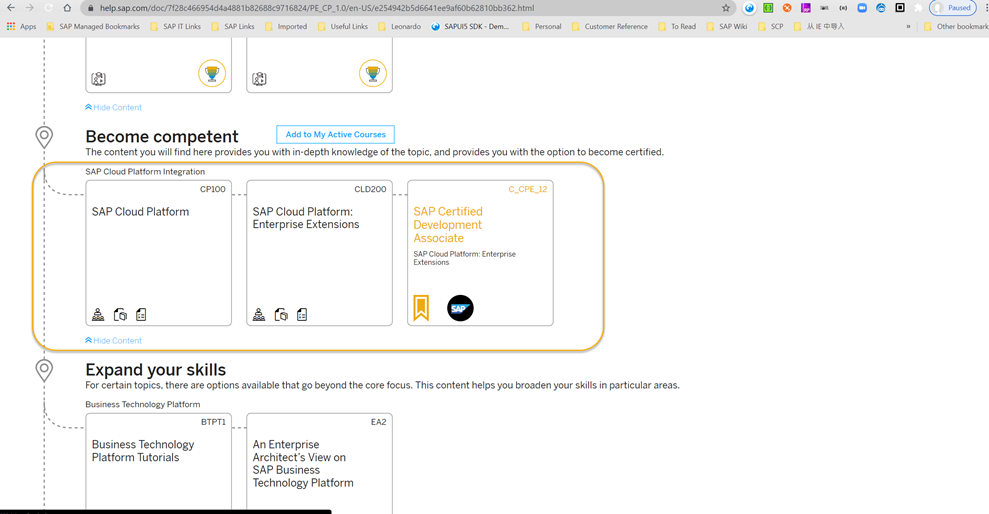 help.sap.com/doc/7f28c466954d4a4881b82688c9716824/PE_CP_1.0/en-US/e254942b5d6641ee9af60b62810bb362.html
Paused
Apps SAP Managed Bookmarks SAP IT Links SAP Links Imported Useful Links Leonardo SAPUI5 SDK - Dem... Personal Customer Reference To Read SAP Wiki SCP 从 IE 中导入 » Other bookmark
Hide Content
Become competent
Add to My Active Courses
The content you will find here provides you with in-depth knowledge of the topic, and provides you with the option to become certified.
SAP Cloud Platform Integration
CP100
SAP Cloud Platform
CLD200
SAP Cloud Platform:
Enterprise Extensions
C_CPE_12
SAP Certified
Development
Associate
SAP Cloud Platform: Enterprise
Extensions
SAP
Hide Content
Expand your skills
For certain topics, there are options available that go beyond the core focus. This content helps you broaden your skills in particular areas.
Business Technology Platform
BTPT1
Business Technology
Platform Tutorials
EA2
An Enterprise
Architect's View on
SAP Business
Technology Platform